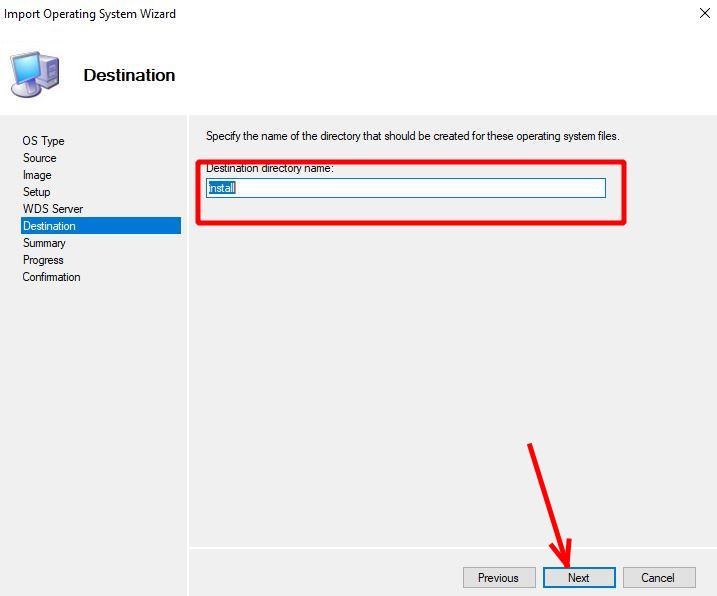 Import Operating System Wizard
Destination
OS Type
Source
Image
Setup
WDS Server
Destination
Summary
Progress
Confirmation
Specify the name of the directory that should be created for these operating system files.
Destination directory name:
install
Previous
Next
Cancel